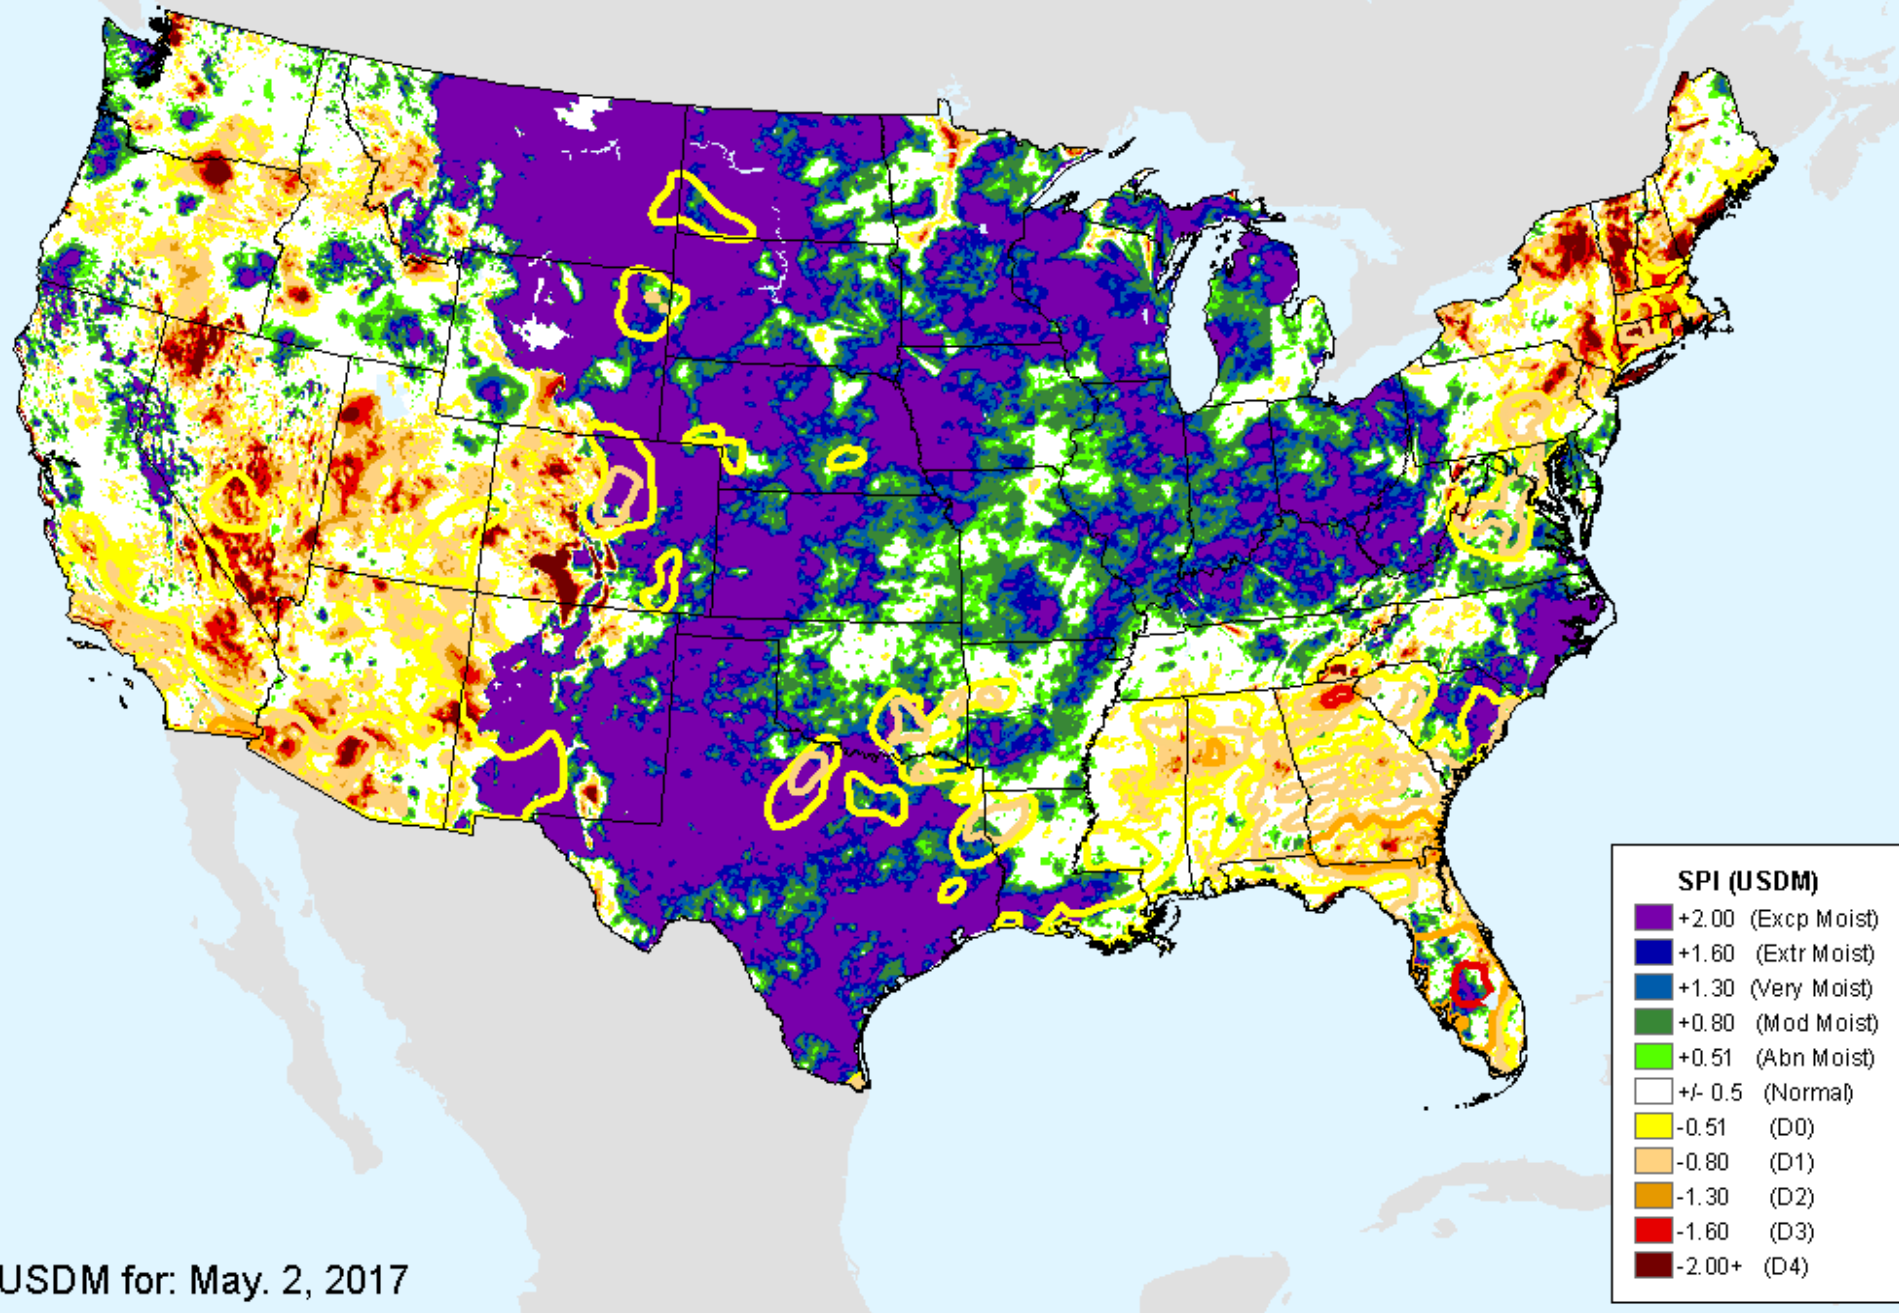 SPI (USDM)
+2.00 (Excp Moist)
+1.60 (Extr Moist)
+1.30 (Very Moist)
+0.80 (Mod Moist)
+0.51 (Abn Moist)
+/- 0.5 (Normal)
-0.51 (D0)
-0.80 (D1)
-1.30 (D2)
-1.60 (D3)
-2.00+ (D4)
USDM for: May. 2, 2017